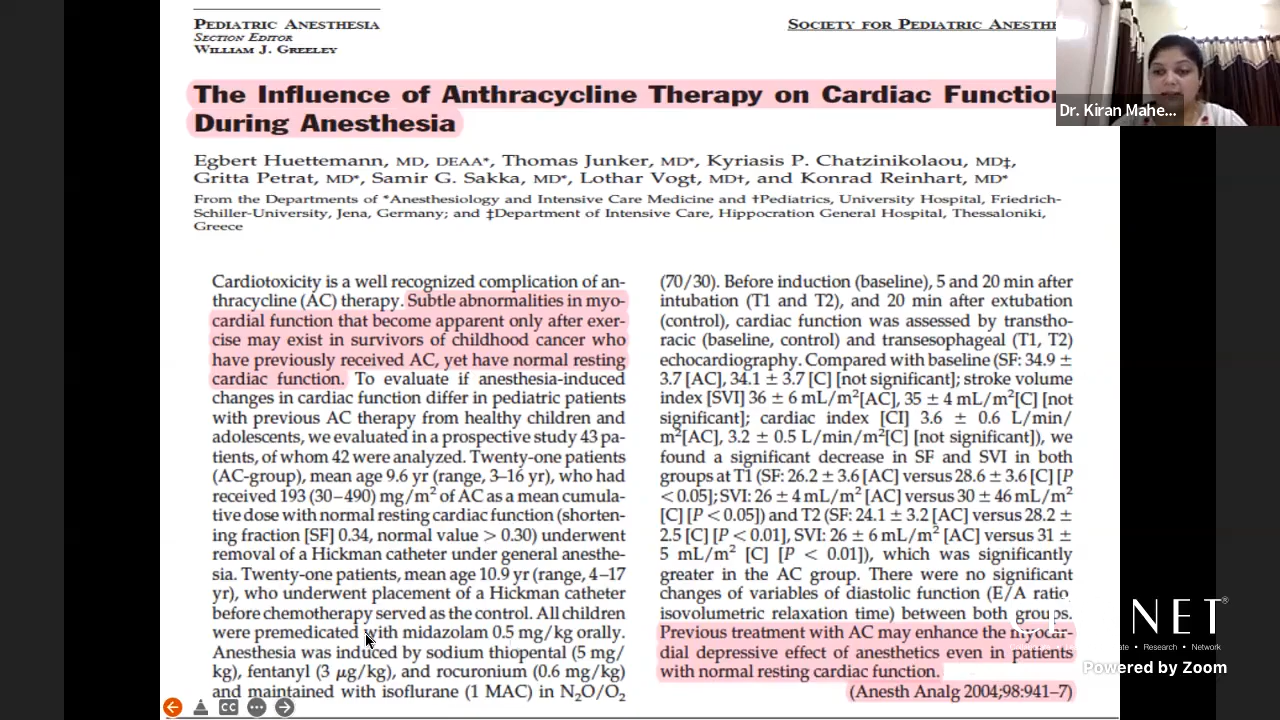 PEDIATRIC ANESTHESIA
SECTION EDITOR
WILLIAM J. GREELEY
SOCIETY FOR PEDIATRIC
Dr. Kiran Mahe...
The Influence of Anthracycline Therapy on Cardiac Function
During Anesthesia
Egbert Huettemann, MD, DEAA*, Thomas Junker, MD*, Kyriasis P. Chatzinikolaou, MD‡,
Gritta Petrat, MD*, Samir G. Sakka, MD*, Lothar Vogt, MD†, and Konrad Reinhart, MD*
From the Departments of *Anesthesiology and Intensive Care Medicine and †Pediatrics, University Hospital, Friedrich-
Schiller-University, Jena, Germany; and ‡Department of Intensive Care, Hippocration General Hospital, Thessaloniki,
Greece
Cardiotoxicity is a well recognized complication of an-
thracycline (AC) therapy. Subtle abnormalities in myo-
cardial function that become apparent only after exer-
cise may exist in survivors of childhood cancer who
have previously received AC, yet have normal resting
cardiac function. To evaluate if anesthesia-induced
changes in cardiac function differ in pediatric patients
with previous AC therapy from healthy children and
adolescents, we evaluated in a prospective study 43 pa-
tients, of whom 42 were analyzed. Twenty-one patients
(AC-group), mean age 9.6 yr (range, 3–16 yr), who had
received 193 (30–490) mg/m² of AC as a mean cumula-
tive dose with normal resting cardiac function (shorten-
ing fraction [SF] 0.34, normal value > 0.30) underwent
removal of a Hickman catheter under general anesthe-
sia. Twenty-one patients, mean age 10.9 yr (range, 4–17
yr), who underwent placement of a Hickman catheter
before chemotherapy served as the control. All children
were premedicated with midazolam 0.5 mg/kg orally.
Anesthesia was induced by sodium thiopental (5 mg/
kg), fentanyl (3 μg/kg), and rocuronium (0.6 mg/kg)
and maintained with isoflurane (1 MAC) in N₂O/O₂
(70/30). Before induction (baseline), 5 and 20 min after
intubation (T1 and T2), and 20 min after extubation
(control), cardiac function was assessed by transtho-
racic (baseline, control) and transesophageal (T1, T2)
echocardiography. Compared with baseline (SF: 34.9 ±
3.7 [AC], 34.1 ± 3.7 [C] [not significant]; stroke volume
index [SVI] 36 ± 6 mL/m²[AC], 35 ± 4 mL/m²[C] [not
significant]; cardiac index [CI] 3.6 ± 0.6 L/min/
m²[AC], 3.2 ± 0.5 L/min/m²[C] [not significant]), we
found a significant decrease in SF and SVI in both
groups at T1 (SF: 26.2 ± 3.6 [AC] versus 28.6 ± 3.6 [C] [P
< 0.05]; SVI: 26 ± 4 mL/m² [AC] versus 30 ± 46 mL/m²
[C] [P < 0.05]) and T2 (SF: 24.1 ± 3.2 [AC] versus 28.2 ±
2.5 [C] [P < 0.01], SVI: 26 ± 6 mL/m² [AC] versus 31 ±
5 mL/m² [C] [P < 0.01]), which was significantly
greater in the AC group. There were no significant
changes of variables of diastolic function (E/A ratio,
isovolumetric relaxation time) between both groups.
Previous treatment with AC may enhance the myocar-
dial depressive effect of anesthetics even in patients
with normal resting cardiac function.
(Anesth Analg 2004;98:941–7)
NET®
• Research • Network
Powered by Zoom
CC